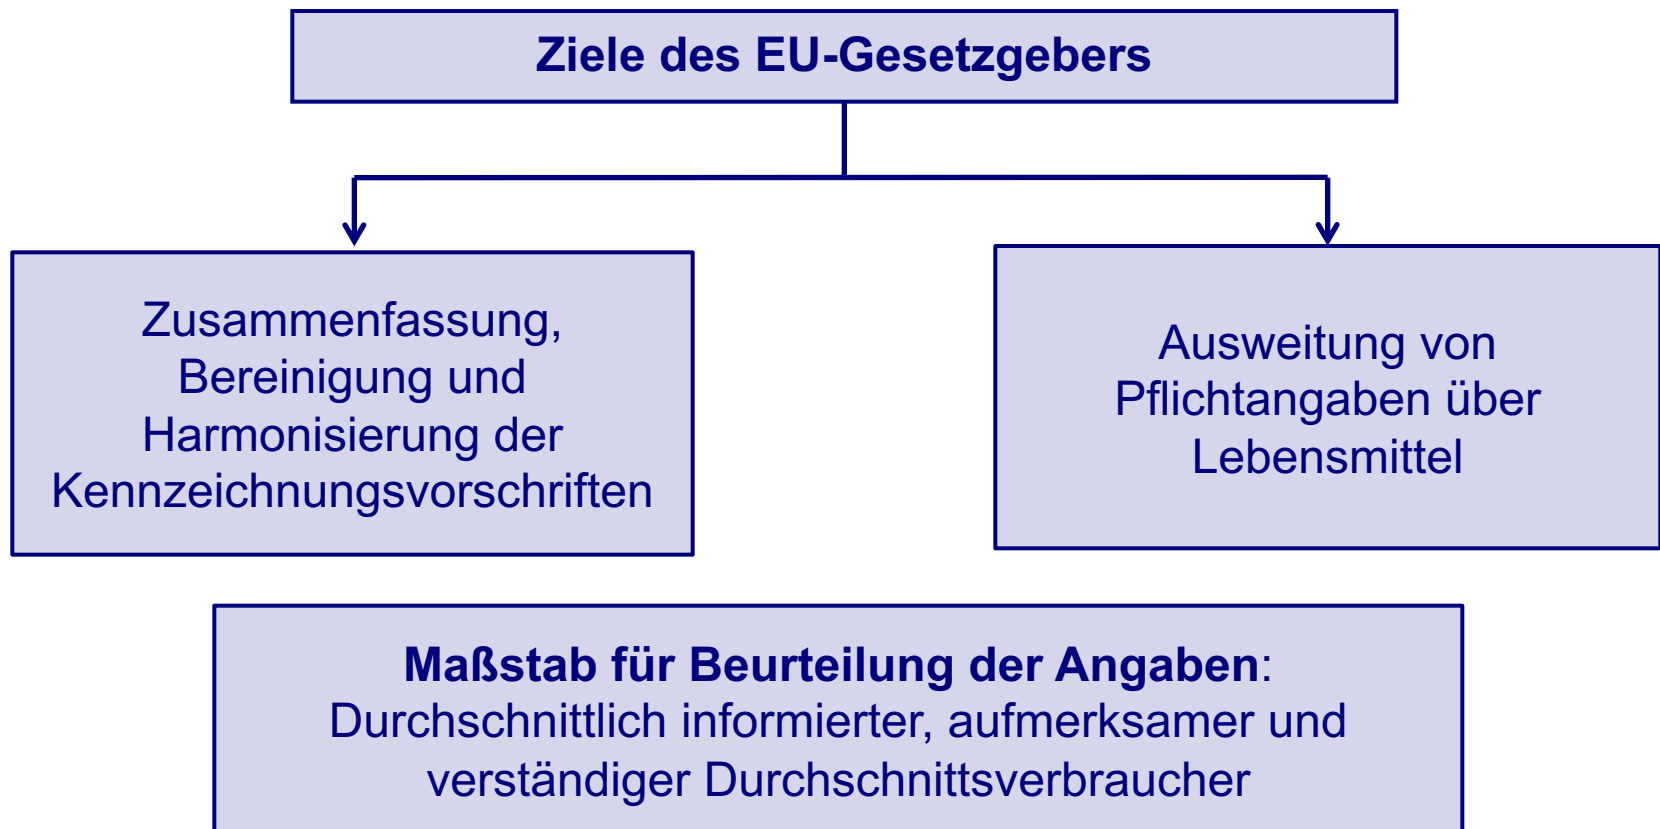 Ziele des EU-Gesetzgebers
Zusammenfassung,
Bereinigung und
Harmonisierung der
Kennzeichnungsvorschriften
Ausweitung von
Pflichtangaben über
Lebensmittel
Maßstab für Beurteilung der Angaben:
Durchschnittlich informierter, aufmerksamer und
verständiger Durchschnittsverbraucher